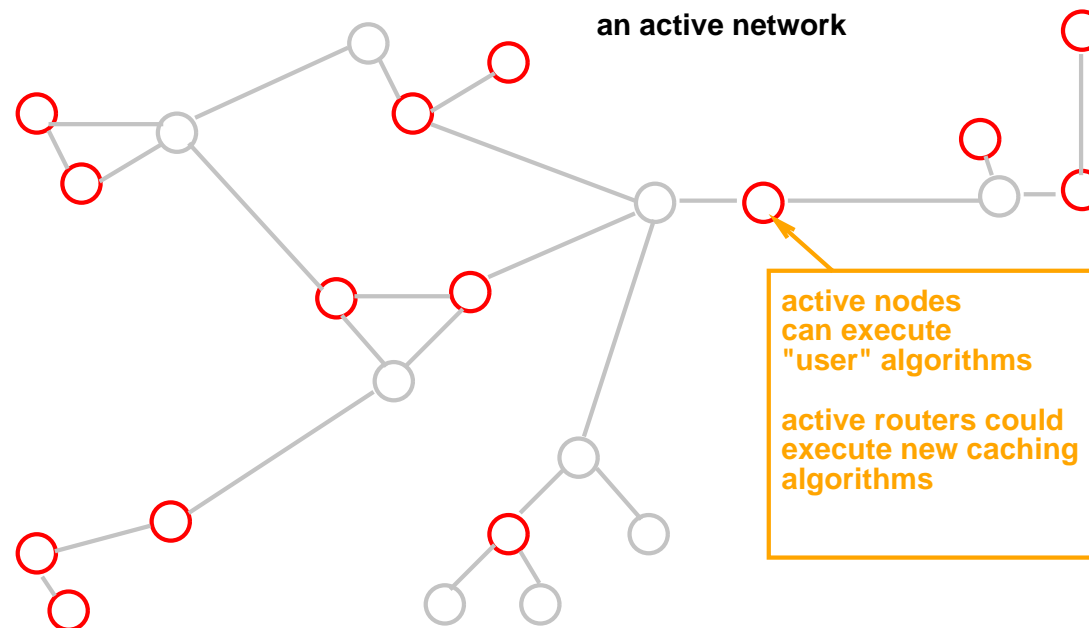 an active network
active nodes
can execute
"user" algorithms
active routers could
execute new caching
algorithms